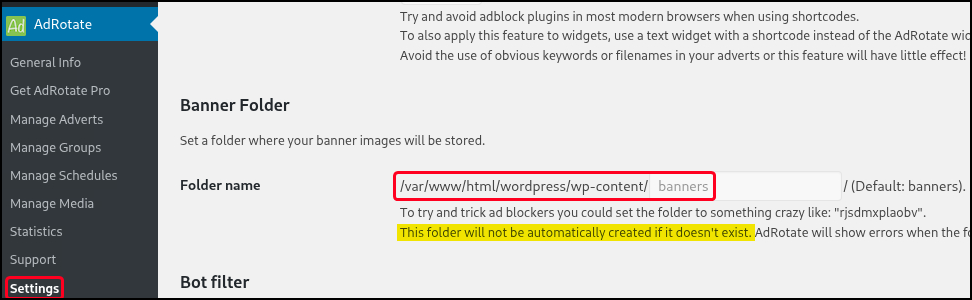 Ad AdRotate
General Info
Get AdRotate Pro
Manage Adverts
Manage Groups
Manage Schedules
Manage Media
Statistics
Support
Settings
Try and avoid adblock plugins in most modern browsers when using shortcodes.
To also apply this feature to widgets, use a text widget with a shortcode instead of the AdRotate wid
Avoid the use of obvious keywords or filenames in your adverts or this feature will have little effect!
Banner Folder
Set a folder where your banner images will be stored.
Folder name /var/www/html/wordpress/wp-content/ banners / (Default: banners).
To try and trick ad blockers you could set the folder to something crazy like: "rjsdmxplaobv".
This folder will not be automatically created if it doesn't exist. AdRotate will show errors when the fo
Bot filter